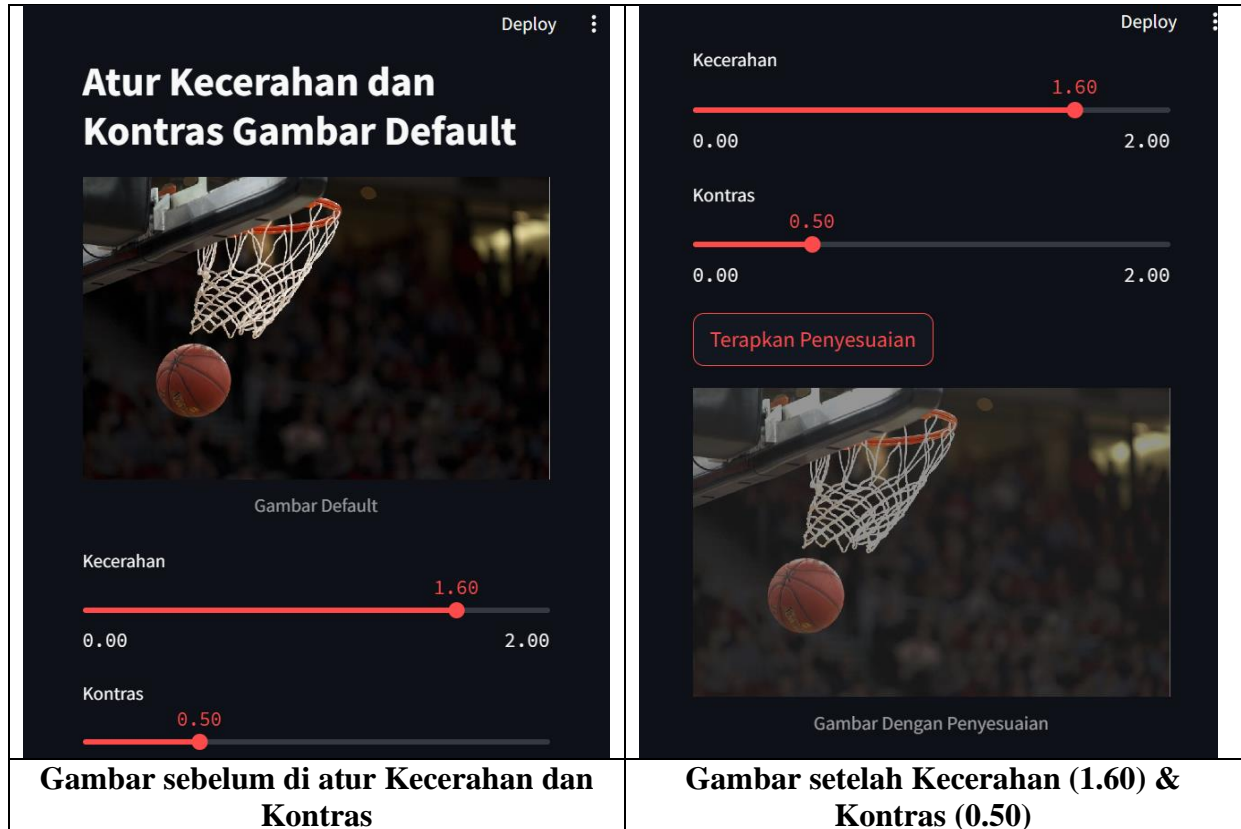 Deploy
Atur Kecerahan dan
Kontras Gambar Default
Gambar Default
Kecerahan
1.60
0.00 2.00
Kontras
0.50
Gambar sebelum di atur Kecerahan dan
Kontras
Deploy
Kecerahan
1.60
0.00 2.00
Kontras
0.50
0.00 2.00
Terapkan Penyesuaian
Gambar Dengan Penyesuaian
Gambar setelah Kecerahan (1.60) &
Kontras (0.50)